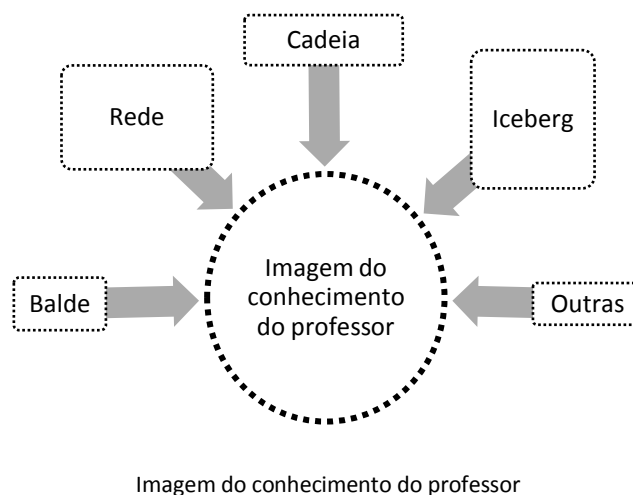 Cadeia
Rede
Iceberg
Imagem do
conhecimento
do professor
Balde
Outras
Imagem do conhecimento do professor